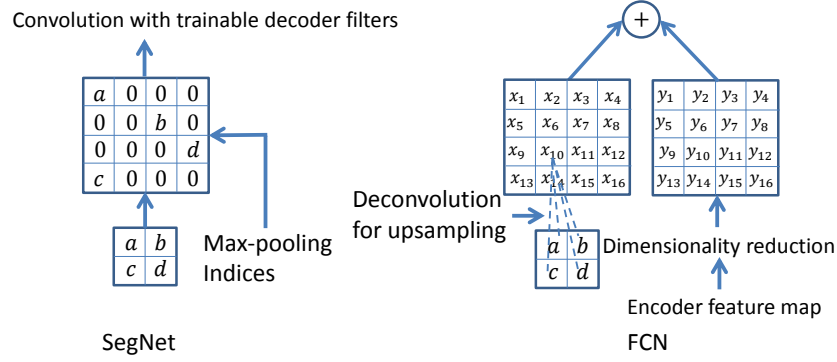 Convolution with trainable decoder filters
a 0 0 0
0 0 b 0
0 0 0 d
c 0 0 0
a b
c d
Max-pooling
Indices
SegNet
+
x₁ x₂ x₃ x₄
x₅ x₆ x₇ x₈
x₉ x₁₀ x₁₁ x₁₂
x₁₃ x₁₄ x₁₅ x₁₆
y₁ y₂ y₃ y₄
y₅ y₆ y₇ y₈
y₉ y₁₀ y₁₁ y₁₂
y₁₃ y₁₄ y₁₅ y₁₆
Deconvolution
for upsampling
a b
c d
Dimensionality reduction
Encoder feature map
FCN